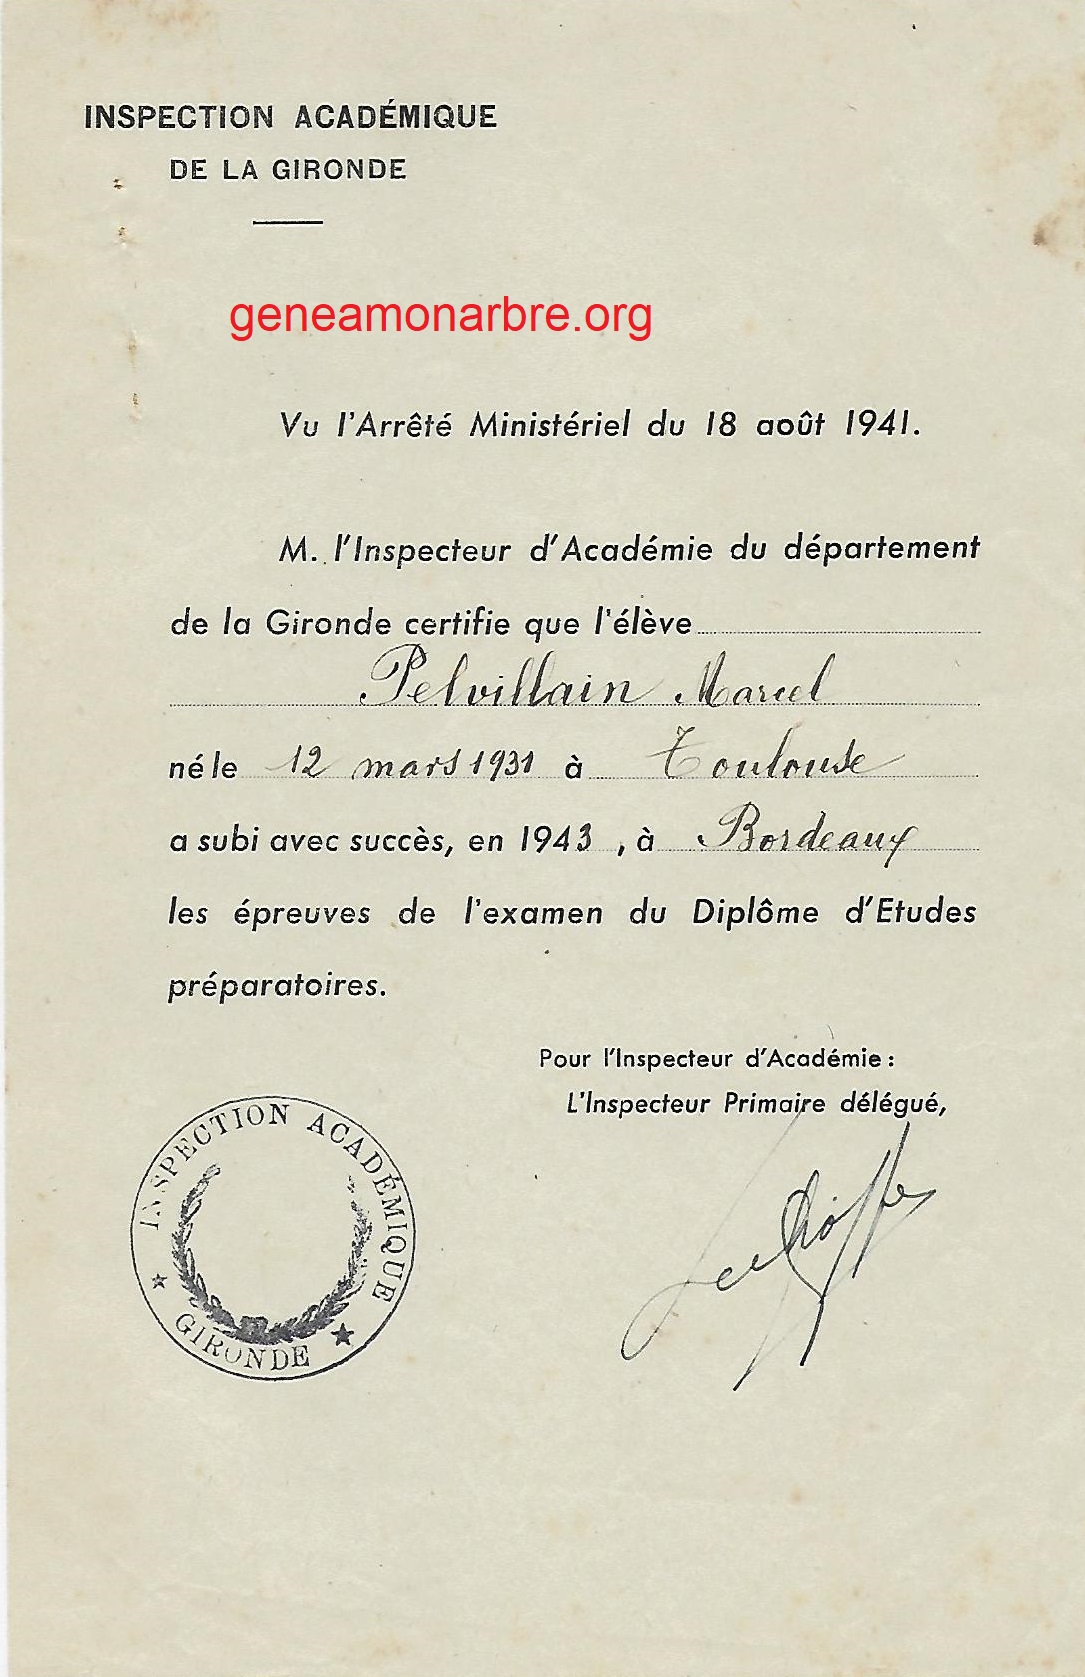 INSPECTION ACADÉMIQUE
DE LA GIRONDE
geneamonarbre.org
Vu l'Arrêté Ministériel du 18 août 1941.
M. l'Inspecteur d'Académie du département
de la Gironde certifie que l'élève
Pelvillain Marcel
né le 12 mars 1931 à Toulouse
a subi avec succès, en 1943, à Bordeaux
les épreuves de l'examen du Diplôme d'Etudes
préparatoires.
Pour l'Inspecteur d'Académie :
L'Inspecteur Primaire délégué,
INSPECTION ACADÉMIQUE
GIRONDE